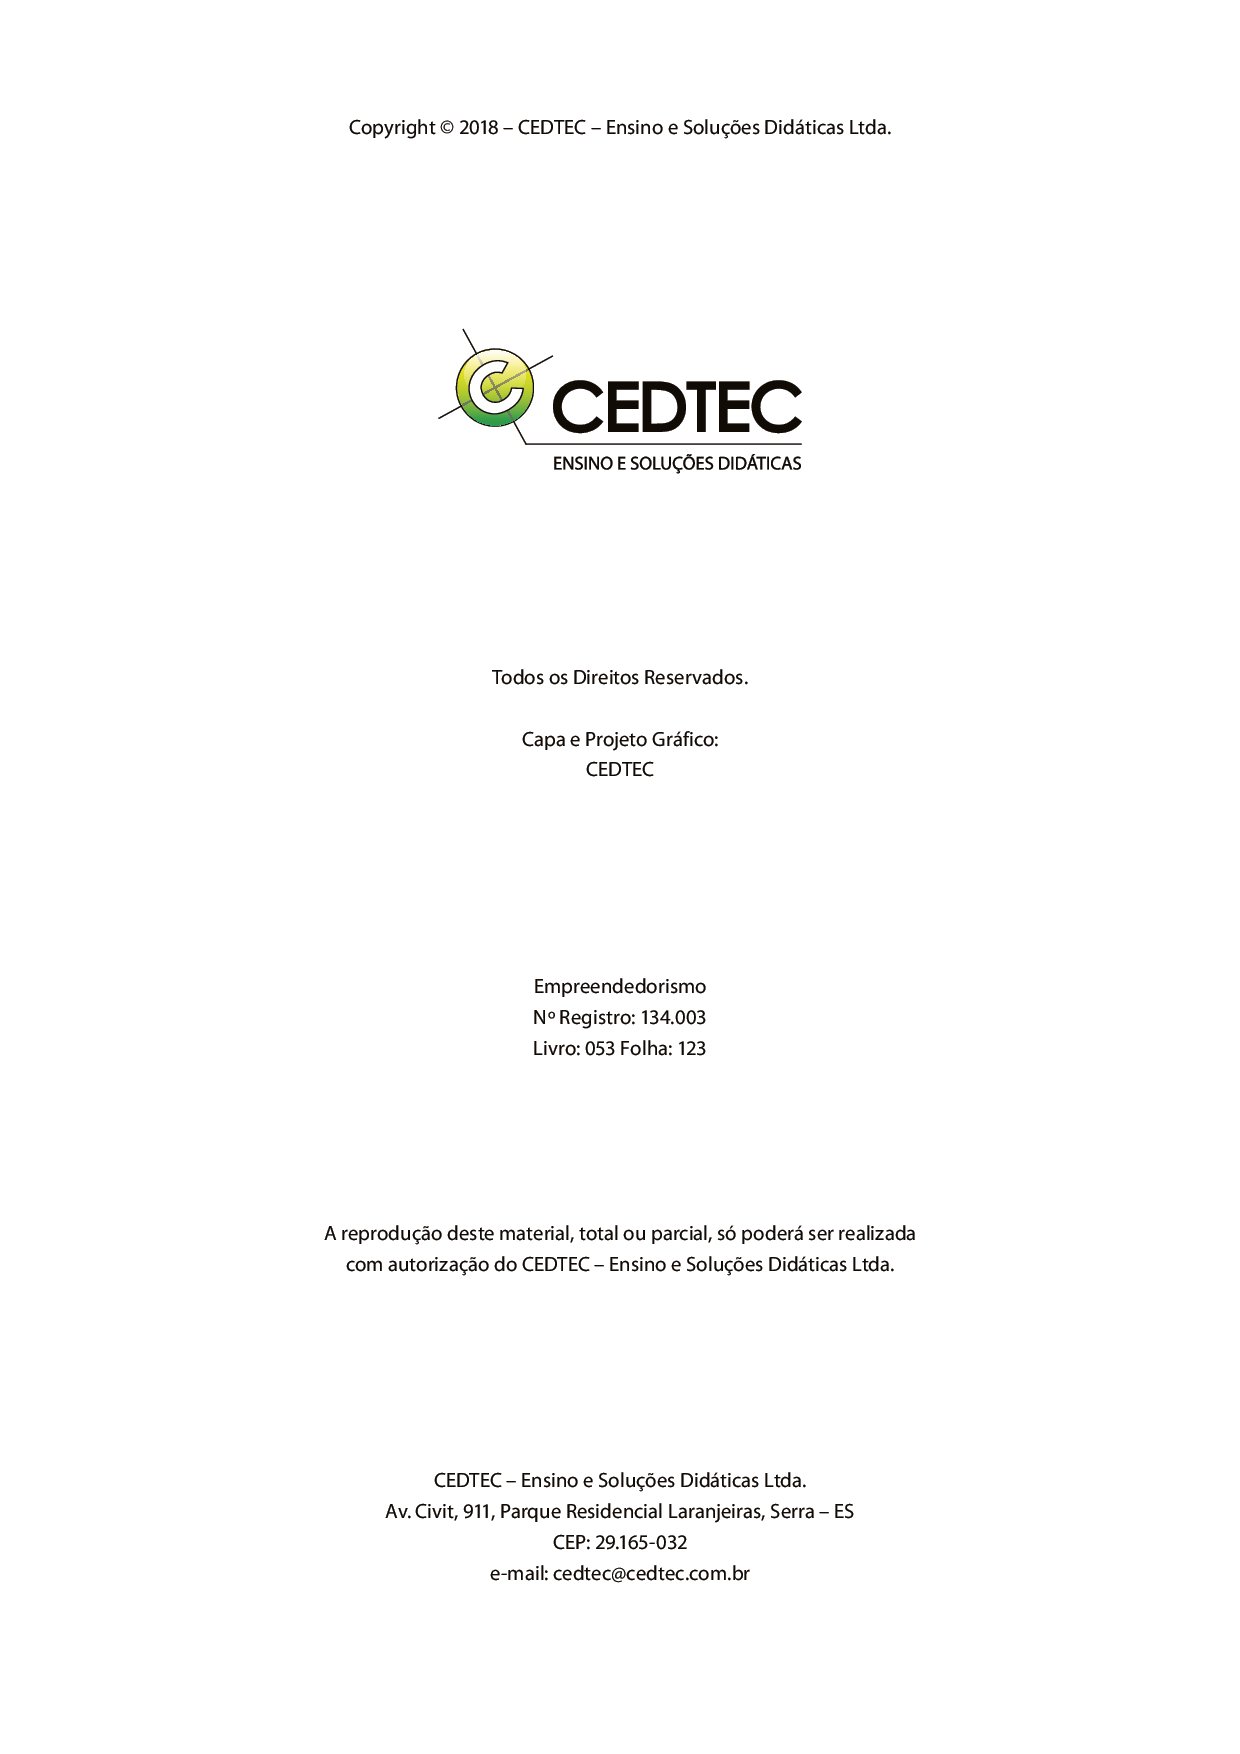 Copyright © 2018 – CEDTEC – Ensino e Soluções Didáticas Ltda.
CEDTEC
ENSINO E SOLUÇÕES DIDÁTICAS
Todos os Direitos Reservados.
Capa e Projeto Gráfico:
CEDTEC
Empreendedorismo
Nº Registro: 134.003
Livro: 053 Folha: 123
A reprodução deste material, total ou parcial, só poderá ser realizada
com autorização do CEDTEC – Ensino e Soluções Didáticas Ltda.
CEDTEC – Ensino e Soluções Didáticas Ltda.
Av. Civit, 911, Parque Residencial Laranjeiras, Serra – ES
CEP: 29.165-032
e-mail: cedtec@cedtec.com.br